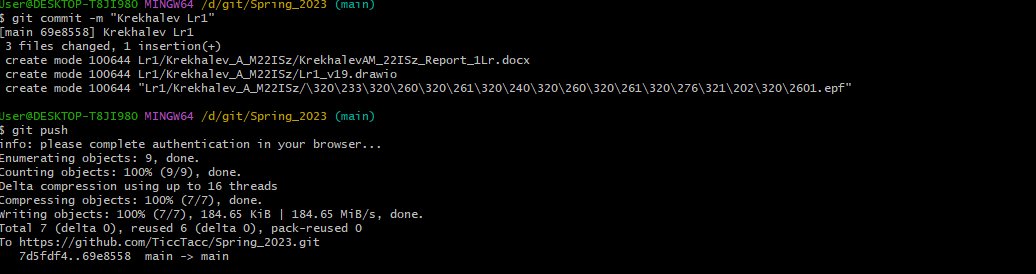 User@DESKTOP-T8JI980 MINGW64 /d/git/Spring_2023 (main)
$ git commit -m "Krekhalev Lr1"
[main 69e8558] Krekhalev Lr1
 3 files changed, 1 insertion(+)
 create mode 100644 Lr1/Krekhalev_A_M22ISz/KrekhalevAM_22ISz_Report_1Lr.docx
 create mode 100644 Lr1/Krekhalev_A_M22ISz/Lr1_v19.drawio
 create mode 100644 "Lr1/Krekhalev_A_M22ISz/\320\233\320\260\320\261\320\240\320\260\320\261\320\276\321\202\320\2601.epf"
User@DESKTOP-T8JI980 MINGW64 /d/git/Spring_2023 (main)
$ git push
info: please complete authentication in your browser...
Enumerating objects: 9, done.
Counting objects: 100% (9/9), done.
Delta compression using up to 16 threads
Compressing objects: 100% (7/7), done.
Writing objects: 100% (7/7), 184.65 KiB | 184.65 MiB/s, done.
Total 7 (delta 0), reused 6 (delta 0), pack-reused 0
To https://github.com/TiccTacc/Spring_2023.git
   7d5fdf4..69e8558  main -> main